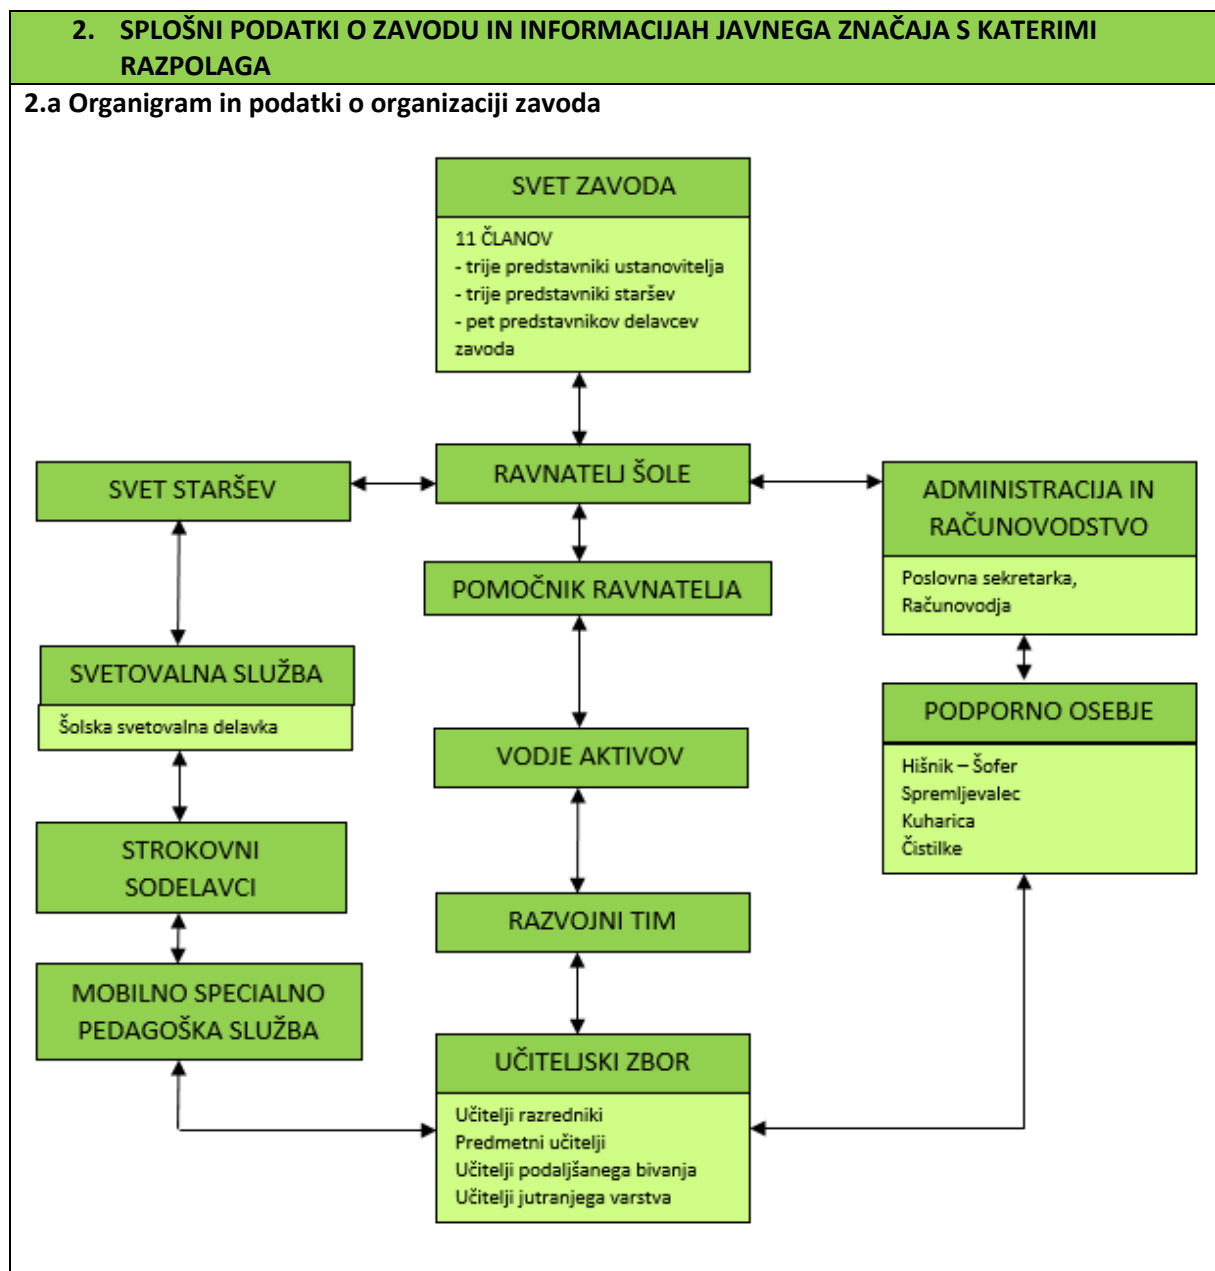 2. SPLOŠNI PODATKI O ZAVODU IN INFORMACIJAH JAVNEGA ZNAČAJA S KATERIMI
RAZPOLAGA
2.a Organigram in podatki o organizaciji zavoda
SVET ZAVODA
11 ČLANOV
- trije predstavniki ustanovitelja
- trije predstavniki staršev
- pet predstavnikov delavcev
zavoda
SVET STARŠEV
RAVNATELJ ŠOLE
ADMINISTRACIJA IN
RAČUNOVODSTVO
Poslovna sekretarka,
Računovodja
POMOČNIK RAVNATELJA
SVETOVALNA SLUŽBA
Šolska svetovalna delavka
VODJE AKTIVOV
PODPORNO OSEBJE
Hišnik – Šofer
Spremljevalec
Kuharica
Čistilke
STROKOVNI
SODELAVCI
RAZVOJNI TIM
MOBILNO SPECIALNO
PEDAGOŠKA SLUŽBA
UČITELJSKI ZBOR
Učitelji razredniki
Predmetni učitelji
Učitelji podaljšanega bivanja
Učitelji jutranjega varstva